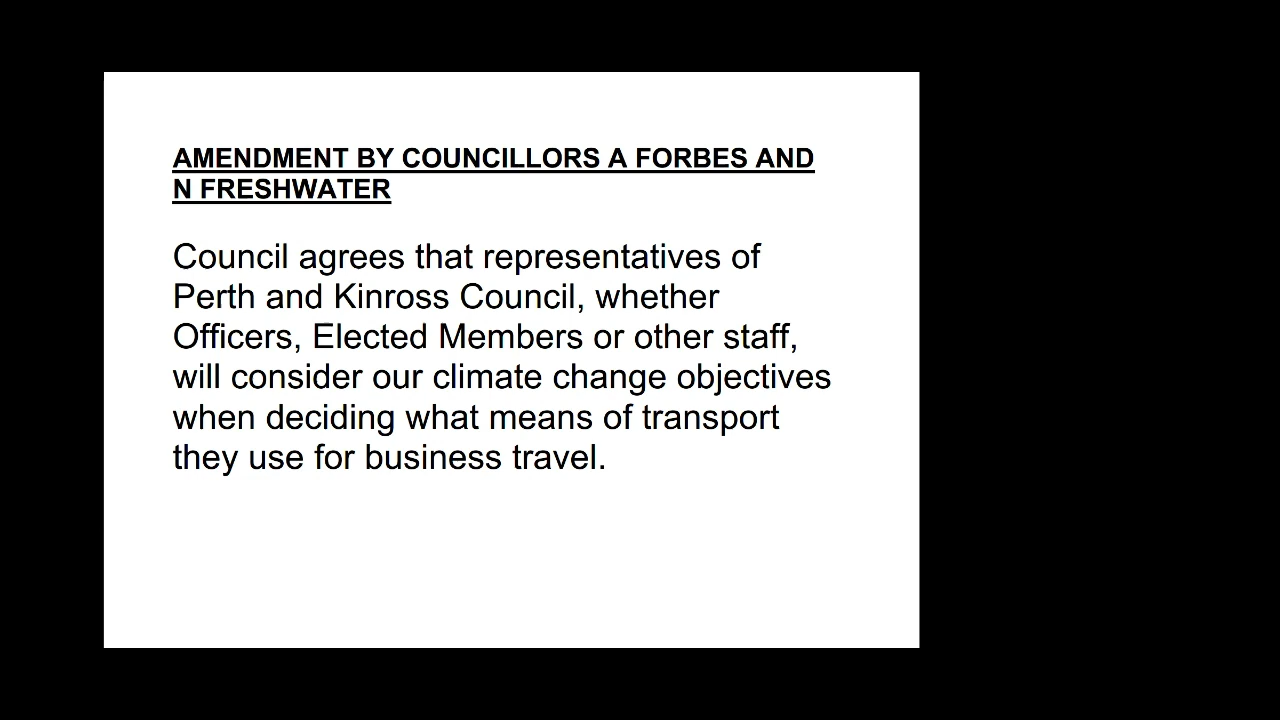 AMENDMENT BY COUNCILLORS A FORBES AND
N FRESHWATER
Council agrees that representatives of
Perth and Kinross Council, whether
Officers, Elected Members or other staff,
will consider our climate change objectives
when deciding what means of transport
they use for business travel.